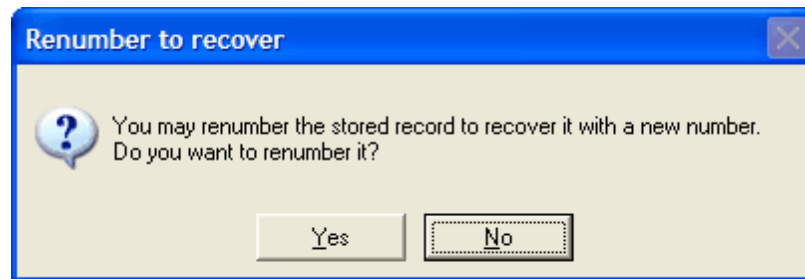 Renumber to recover
You may renumber the stored record to recover it with a new number.
Do you want to renumber it?
Yes
No